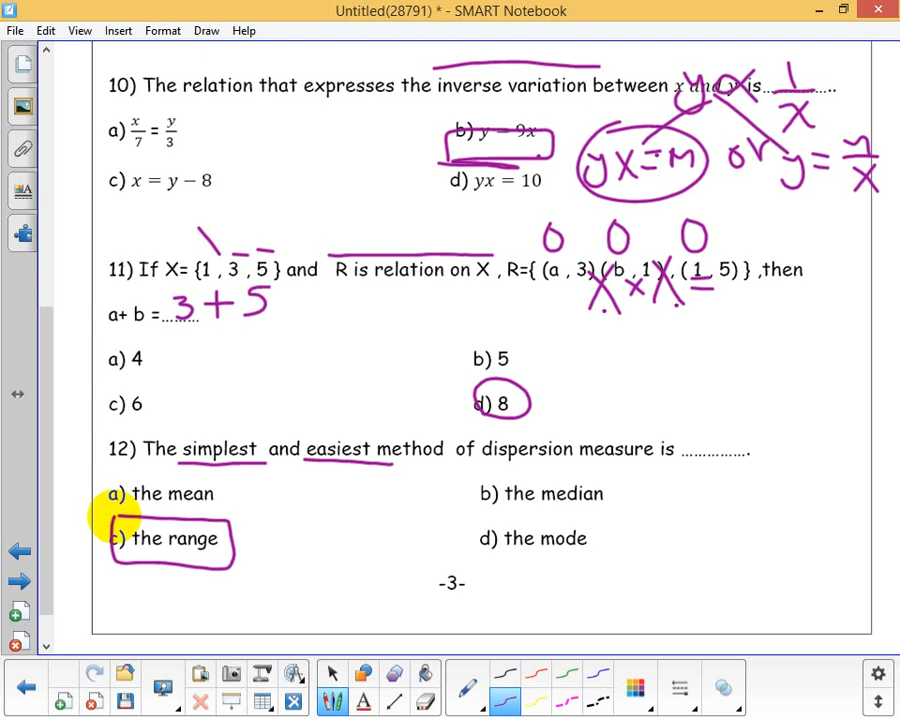 Untitled(28791) * - SMART Notebook
File Edit View Insert Format Draw Help
10) The relation that expresses the inverse variation between x and y is..............
y ∝ 1/x
a) x/7 = y/3
b) y = 9x
yx = m or y = m/x
c) x = y − 8
d) yx = 10
0 0 0
11) If X= {1 , 3 , 5 } and R is relation on X , R={ (a , 3) ( b , 1 ) , ( 1 , 5) } ,then
a+ b =......... 3 + 5
a) 4
b) 5
c) 6
d) 8
12) The simplest and easiest method of dispersion measure is ................
a) the mean
b) the median
c) the range
d) the mode
-3-